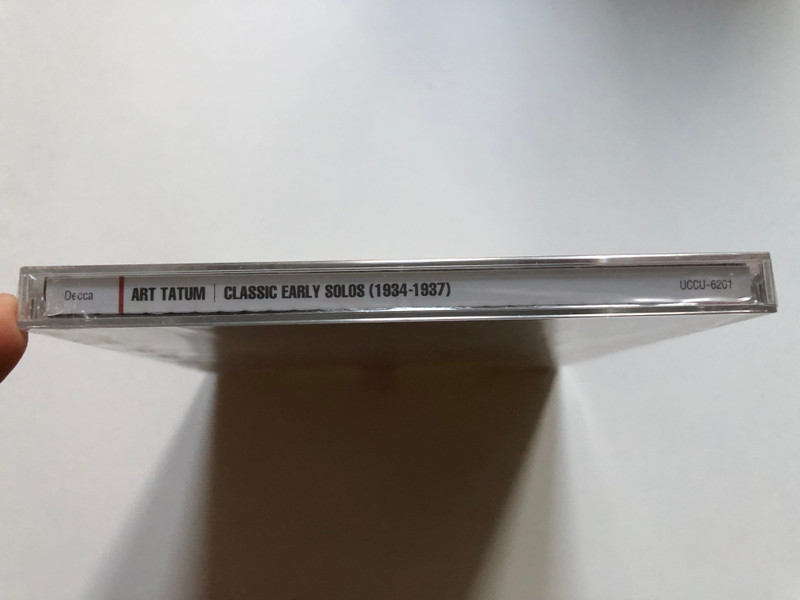 Decca ART TATUM | CLASSIC EARLY SOLOS (1934-1937) UCCU-6201